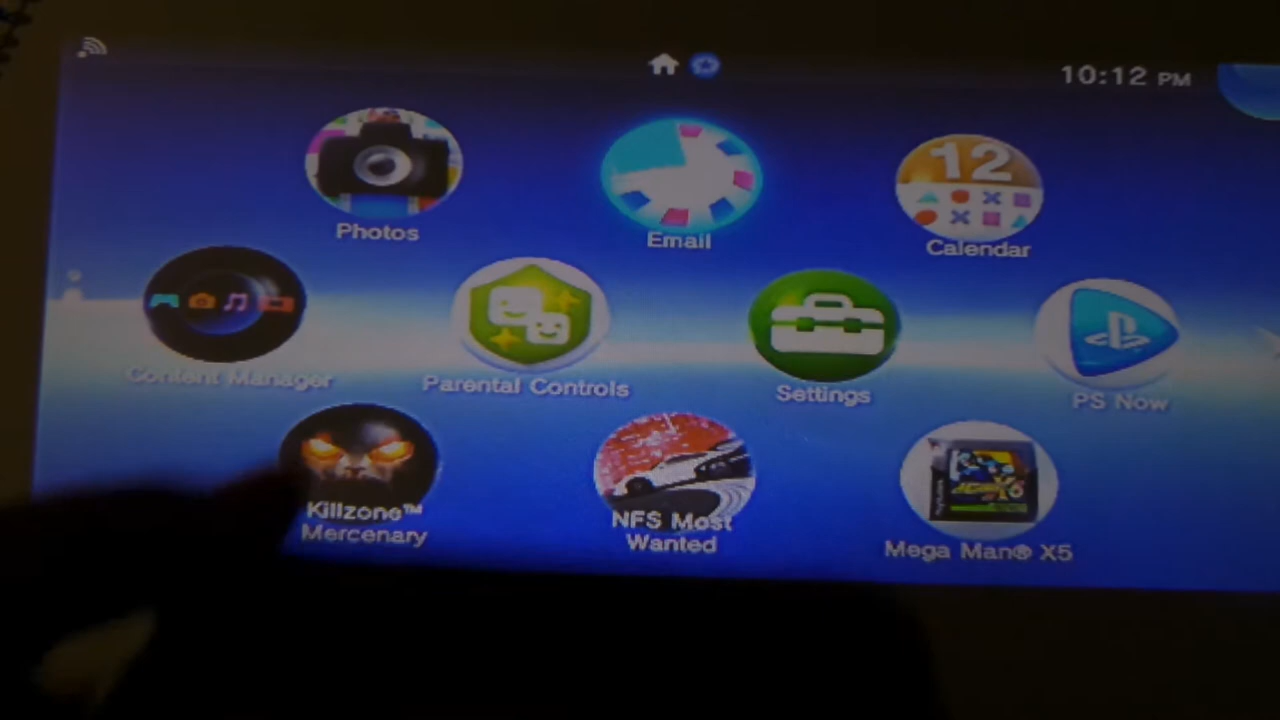 10:12 PM
Photos
Email
12
Calendar
Content Manager
Parental Controls
Settings
PS Now
Killzone™
Mercenary
NFS Most
Wanted
Mega Man® X5